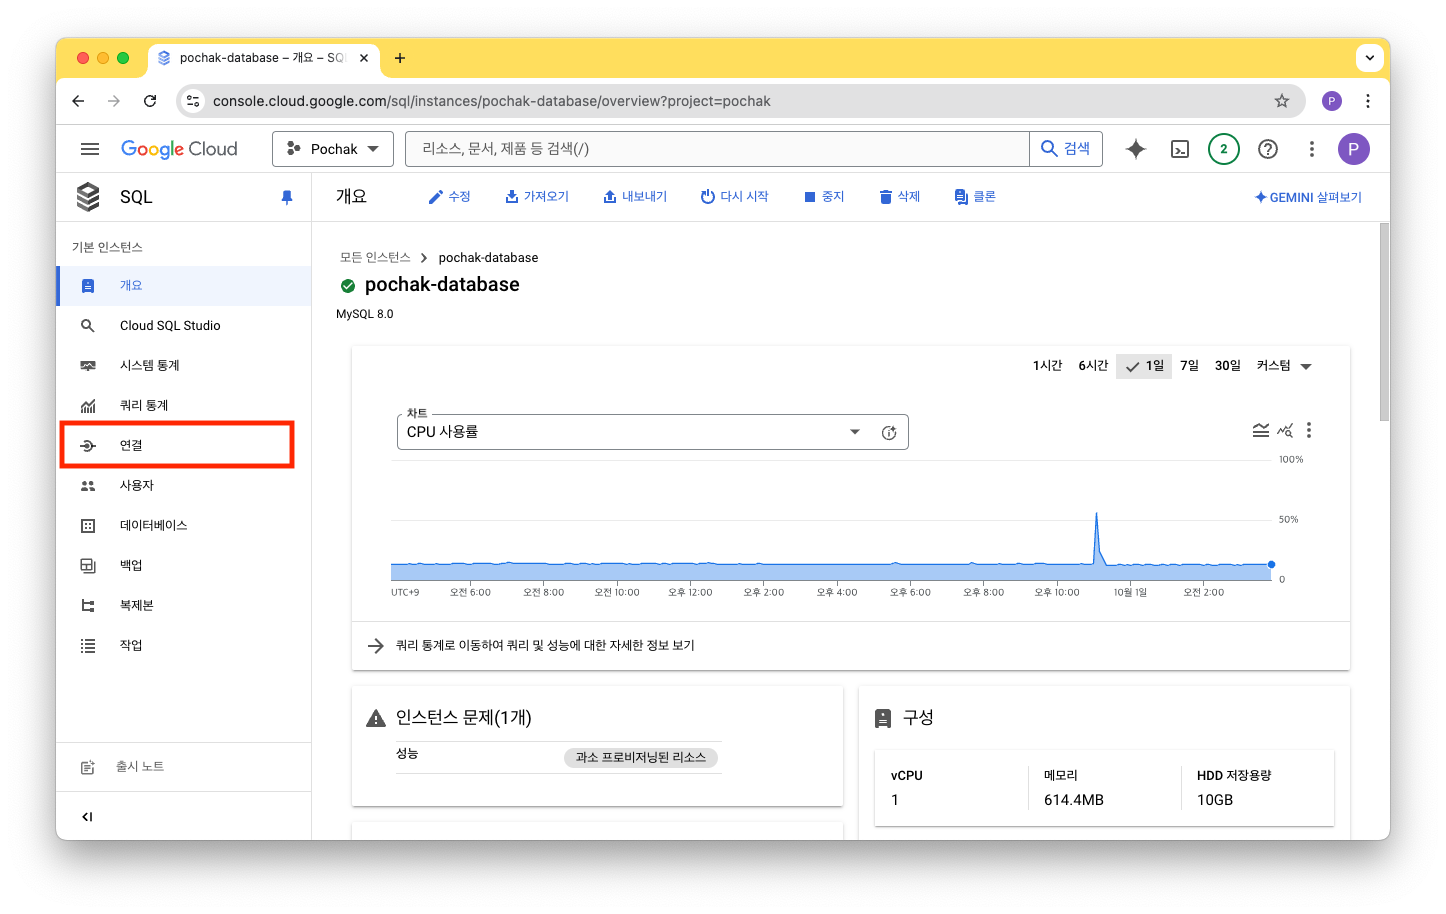 pochak-database – 개요 – SQ
console.cloud.google.com/sql/instances/pochak-database/overview?project=pochak
P
Google Cloud
Pochak
리소스, 문서, 제품 등 검색(/)
검색
2
P
SQL
개요
수정
가져오기
내보내기
다시 시작
중지
삭제
클론
GEMINI 살펴보기
기본 인스턴스
개요
Cloud SQL Studio
시스템 통계
쿼리 통계
연결
사용자
데이터베이스
백업
복제본
작업
출시 노트
모든 인스턴스
pochak-database
pochak-database
MySQL 8.0
1시간
6시간
1일
7일
30일
커스텀
차트
CPU 사용률
100%
50%
0
UTC+9
오전 6:00
오전 8:00
오전 10:00
오후 12:00
오후 2:00
오후 4:00
오후 6:00
오후 8:00
오후 10:00
10월 1일
오전 2:00
쿼리 통계로 이동하여 쿼리 및 성능에 대한 자세한 정보 보기
인스턴스 문제(1개)
성능
과소 프로비저닝된 리소스
구성
vCPU
1
메모리
614.4MB
HDD 저장용량
10GB